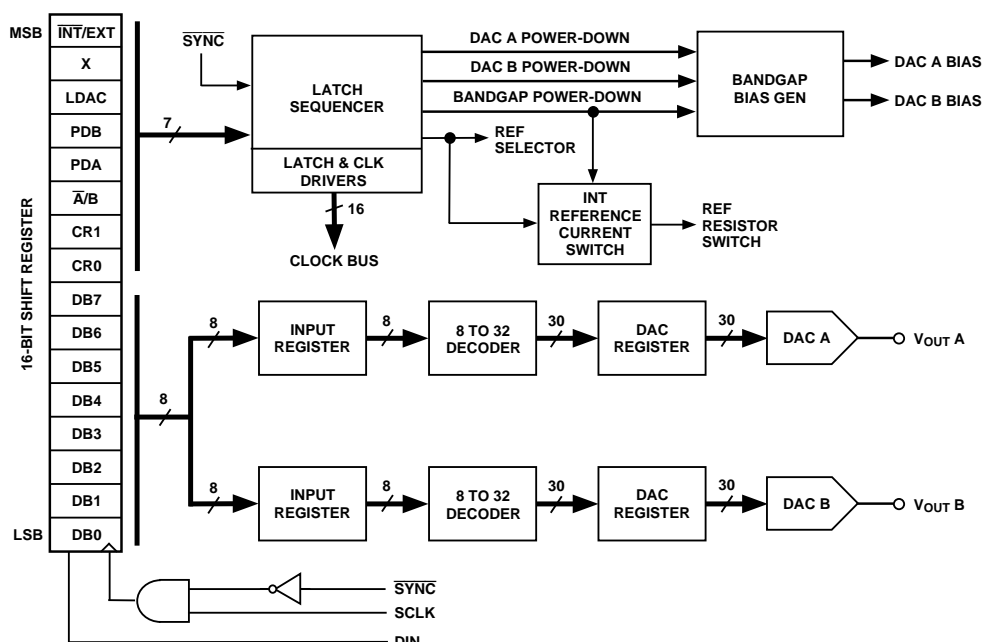 MSB
INT/EXT
X
LDAC
PDB
PDA
A/B
CR1
CR0
DB7
DB6
DB5
DB4
DB3
DB2
DB1
LSB
DB0
16-BIT SHIFT REGISTER
SYNC
7
LATCH
SEQUENCER
LATCH & CLK
DRIVERS
16
CLOCK BUS
DAC A POWER-DOWN
DAC B POWER-DOWN
BANDGAP POWER-DOWN
REF
SELECTOR
BANDGAP
BIAS GEN
DAC A BIAS
DAC B BIAS
INT
REFERENCE
CURRENT
SWITCH
REF
RESISTOR
SWITCH
8
8
INPUT
REGISTER
8
8 TO 32
DECODER
30
DAC
REGISTER
30
DAC A
VOUT A
8
INPUT
REGISTER
8
8 TO 32
DECODER
30
DAC
REGISTER
30
DAC B
VOUT B
SYNC
SCLK
DIN